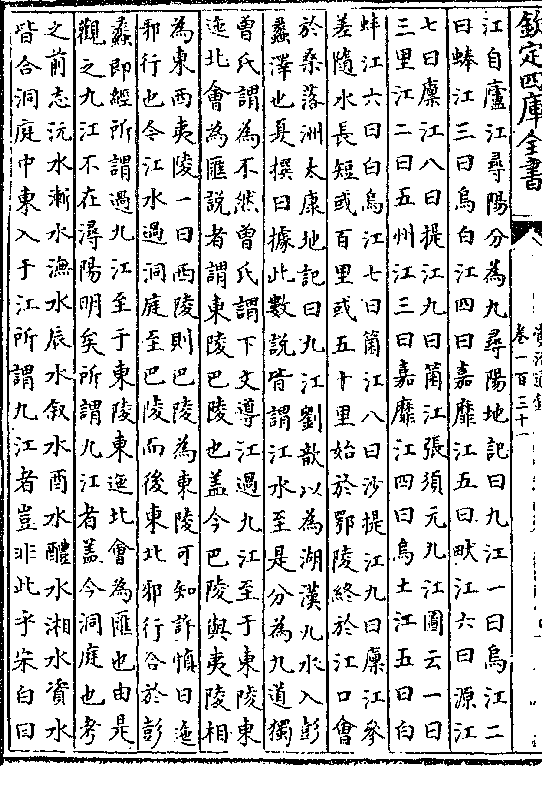 欽定四庫全書
卷一百三十一
江自廬江尋陽分為九尋陽地記曰九江一曰烏江二
曰蜯江三曰烏白江四曰嘉靡江五曰畎江六曰源江
七曰廪江八曰提江九曰箘江張須元九江圖云一曰
三里江二曰五州江三曰嘉靡江四曰烏土江五曰白
蚌江六曰白烏江七曰箘江八曰沙提江九曰廪江參
差隨水長短或百里或五十里始於鄂陵終於江口會
於桑落洲太康地記曰九江劉歆以為湖漢九水入彭
蠡澤也夏撰曰據此數說皆謂江水至是分為九道獨
曾氏謂為不然曾氏謂下文導江過九江至于東陵東
迤北會為匯說者謂東陵巴陵也盖今巴陵與夷陵相
為東西夷陵一曰西陵則巴陵為東陵可知許慎曰迤
邪行也今江水過洞庭至巴陵而後東北邪行合於彭
蠡即經所謂過九江至于東陵東迤北會為匯也由是
觀之九江不在潯陽明矣所謂九江者盖今洞庭也考
之前志沅水漸水潕水辰水叙水酉水醴水湘水資水
皆合洞庭中東入于江所謂九江者豈非此乎宋白曰